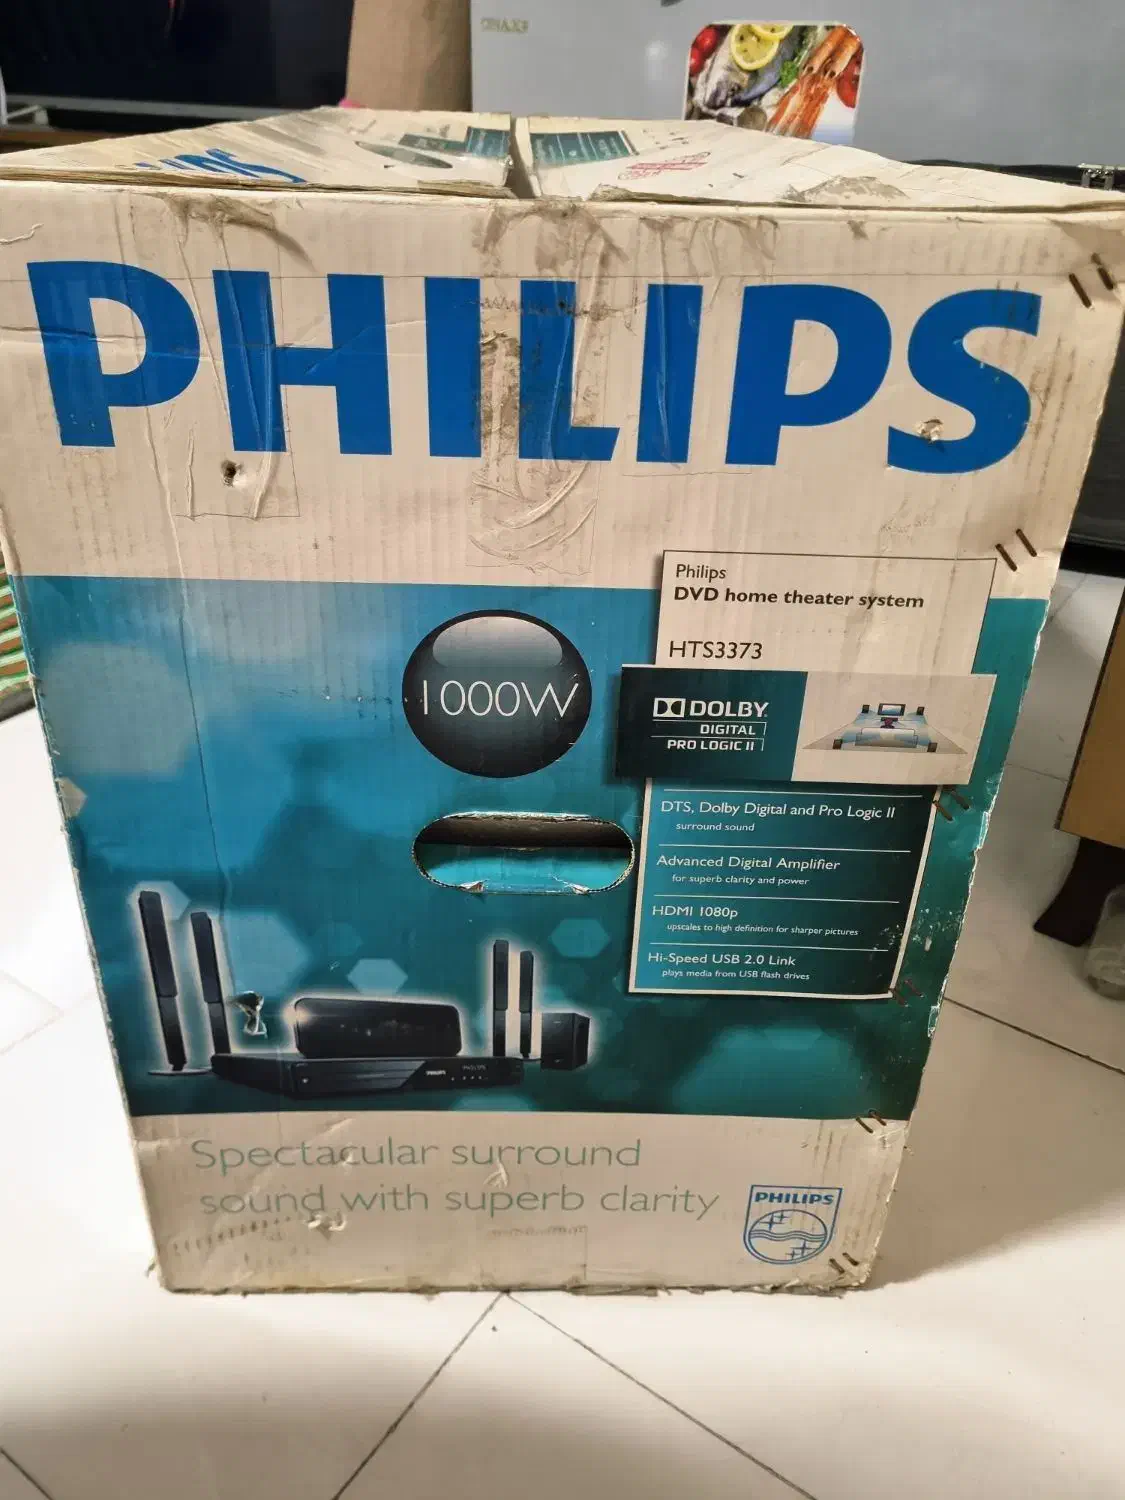 PHILIPS
Philips
DVD home theater system
HTS3373
1000W
DOLBY
DIGITAL
PRO LOGIC II
DTS, Dolby Digital and Pro Logic II
surround sound
Advanced Digital Amplifier
for superb clarity and power
HDMI 1080p
upscales to high definition for sharper pictures
Hi-Speed USB 2.0 Link
plays media from USB flash drives
PHILIPS
Spectacular surround
sound with superb clarity
PHILIPS